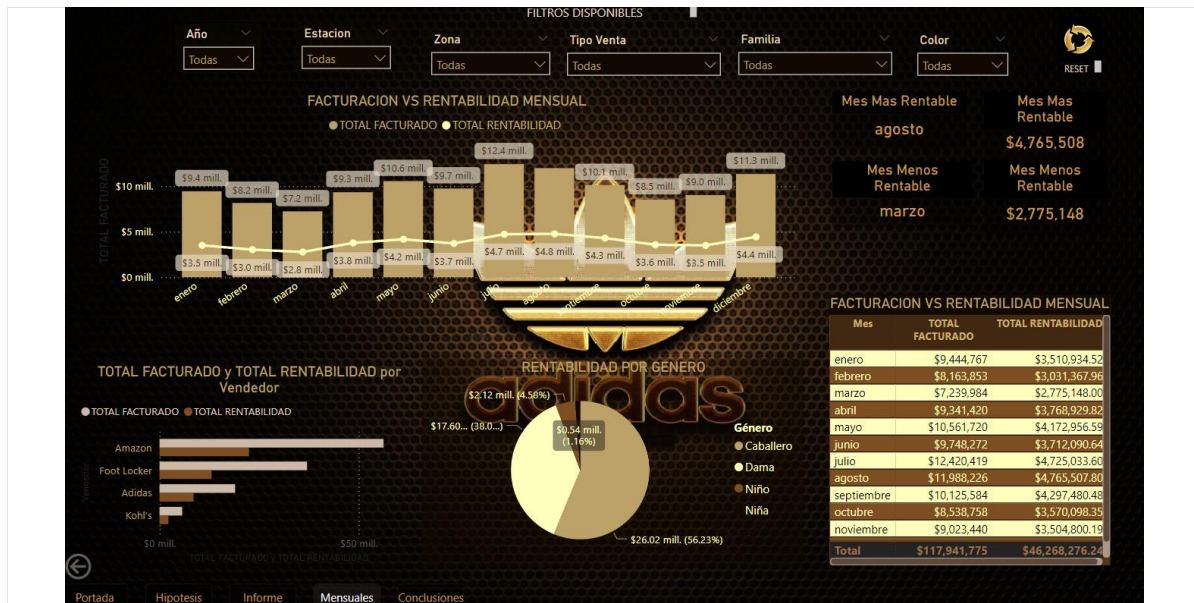 FILTROS DISPONIBLES
Año
Estacion
Zona
Tipo Venta
Familia
Color
Todas
Todas
Todas
Todas
Todas
Todas
RESET
FACTURACION VS RENTABILIDAD MENSUAL
TOTAL FACTURADO
TOTAL RENTABILIDAD
TOTAL FACTURADO
$10 mill.
$5 mill.
$0 mill.
$9.4 mill.
$8.2 mill.
$7.2 mill.
$9.3 mill.
$10.6 mill.
$9.7 mill.
$12.4 mill.
$10.1 mill.
$8.5 mill.
$9.0 mill.
$11.3 mill.
$3.5 mill.
$3.0 mill.
$2.8 mill.
$3.8 mill.
$4.2 mill.
$3.7 mill.
$4.7 mill.
$4.8 mill.
$4.3 mill.
$3.6 mill.
$3.5 mill.
$4.4 mill.
enero
febrero
marzo
abril
mayo
junio
julio
agosto
septiembre
octubre
noviembre
diciembre
Mes Mas Rentable
agosto
Mes Mas
Rentable
$4,765,508
Mes Menos
Rentable
marzo
Mes Menos
Rentable
$2,775,148
FACTURACION VS RENTABILIDAD MENSUAL
Mes TOTAL FACTURADO TOTAL RENTABILIDAD
enero $9,444,767 $3,510,934.52
febrero $8,163,853 $3,031,367.96
marzo $7,239,984 $2,775,148.00
abril $9,341,420 $3,768,929.82
mayo $10,561,720 $4,172,956.59
junio $9,748,272 $3,712,090.64
julio $12,420,419 $4,725,033.60
agosto $11,988,226 $4,765,507.80
septiembre $10,125,584 $4,297,480.48
octubre $8,538,758 $3,570,098.35
noviembre $9,023,440 $3,504,800.19
Total $117,941,775 $46,268,276.24
TOTAL FACTURADO y TOTAL RENTABILIDAD por
Vendedor
TOTAL FACTURADO
TOTAL RENTABILIDAD
Vendedor
Amazon
Foot Locker
Adidas
Kohl's
$0 mill.
$50 mill.
TOTAL FACTURADO y TOTAL RENTABILIDAD
adidas
RENTABILIDAD POR GENERO
$2.12 mill. (4.58%)
$17.60... (38.0...)
$0.54 mill.
(1.16%)
$26.02 mill. (56.23%)
Género
Caballero
Dama
Niño
Niña
Portada
Hipotesis
Informe
Mensuales
Conclusiones